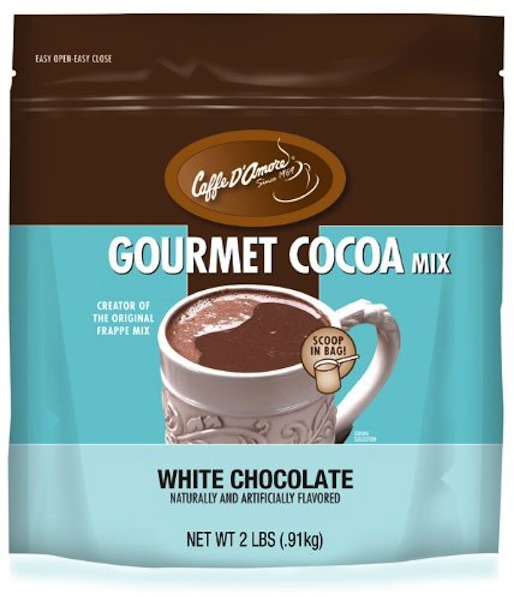 EASY OPEN-EASY CLOSE
Caffe D'Amore®
Since 1969
GOURMET COCOA MIX
CREATOR OF
THE ORIGINAL
FRAPPE MIX
SCOOP
IN BAG!
WHITE CHOCOLATE
NATURALLY AND ARTIFICIALLY FLAVORED
NET WT 2 LBS (.91kg)